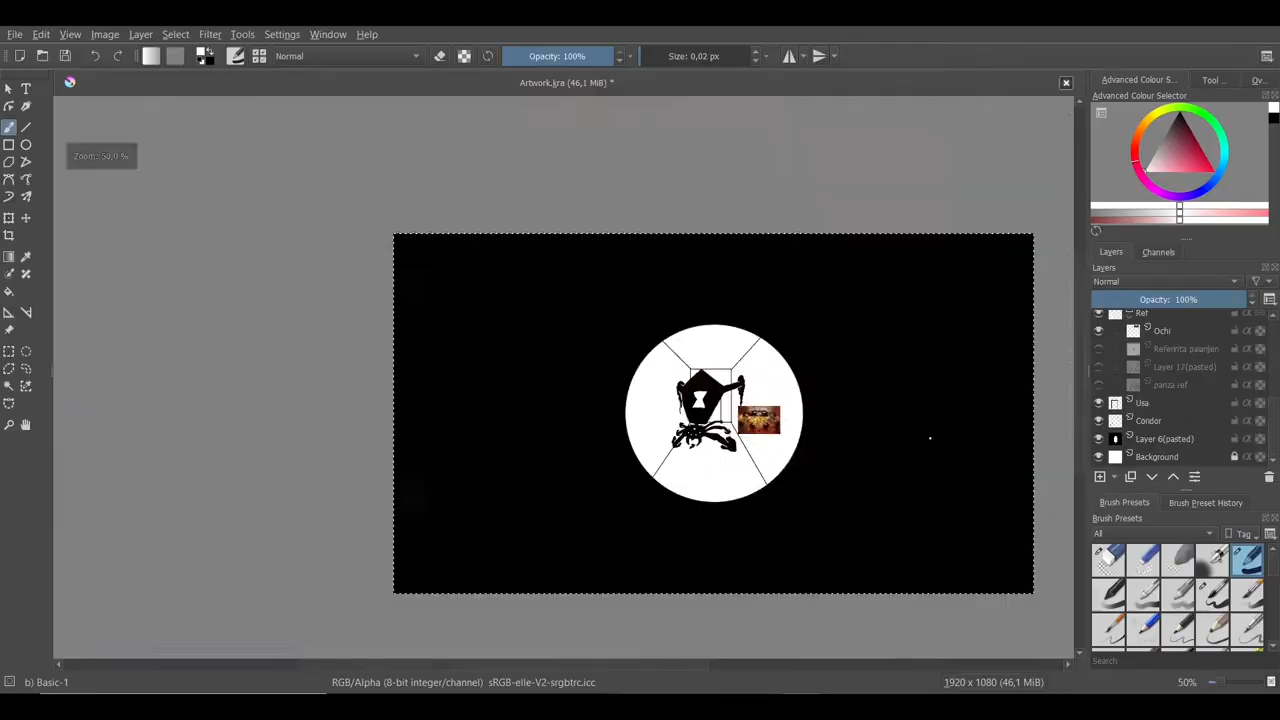 File Edit View Image Layer Select Filter Tools Settings Window Help
Normal
Opacity: 100%
Size: 0,02 px
Artwork.kra (46,1 MiB) *
Advanced Colour S...
Tool ...
Ov...
Advanced Colour Selector
Zoom: 50,0 %
Layers
Channels
Layers
Normal
Opacity: 100%
Ref
Ochi
Referinta paianjen
Layer 17(pasted)
panza ref
Usa
Condor
Layer 6(pasted)
Background
Brush Presets
Brush Preset History
Brush Presets
All
Tag
Search
b) Basic-1
RGB/Alpha (8-bit integer/channel) sRGB-elle-V2-srgbtrc.icc
1920 x 1080 (46,1 MiB)
50%